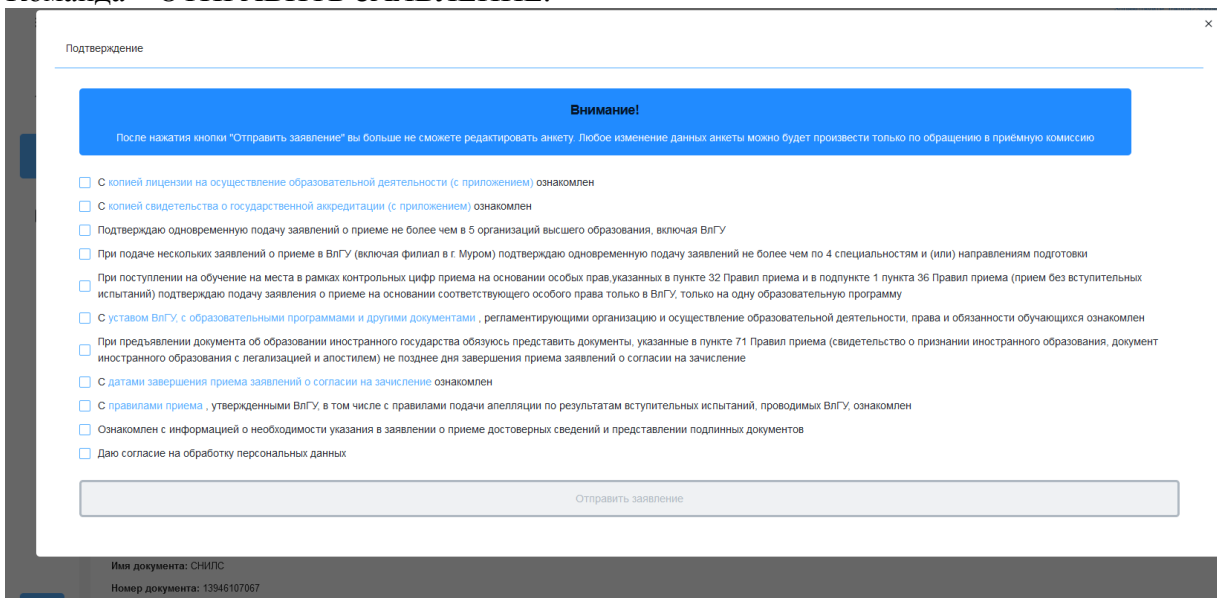 Команда – ОТПРАВИТЬ ЗАЯВЛЕНИЕ.
×
Подтверждение
Внимание!
После нажатия кнопки "Отправить заявление" вы больше не сможете редактировать анкету. Любое изменение данных анкеты можно будет произвести только по обращению в приёмную комиссию
С копией лицензии на осуществление образовательной деятельности (с приложением) ознакомлен
С копией свидетельства о государственной аккредитации (с приложением) ознакомлен
Подтверждаю одновременную подачу заявлений о приеме не более чем в 5 организаций высшего образования, включая ВлГУ
При подаче нескольких заявлений о приеме в ВлГУ (включая филиал в г. Муром) подтверждаю одновременную подачу заявлений не более чем по 4 специальностям и (или) направлениям подготовки
При поступлении на обучение на места в рамках контрольных цифр приема на основании особых прав,указанных в пункте 32 Правил приема и в подпункте 1 пункта 36 Правил приема (прием без вступительных
испытаний) подтверждаю подачу заявления о приеме на основании соответствующего особого права только в ВлГУ, только на одну образовательную программу
С уставом ВлГУ, с образовательными программами и другими документами , регламентирующими организацию и осуществление образовательной деятельности, права и обязанности обучающихся ознакомлен
При предъявлении документа об образовании иностранного государства обязуюсь представить документы, указанные в пункте 71 Правил приема (свидетельство о признании иностранного образования, документ
иностранного образования с легализацией и апостилем) не позднее дня завершения приема заявлений о согласии на зачисление
С датами завершения приема заявлений о согласии на зачисление ознакомлен
С правилами приема , утвержденными ВлГУ, в том числе с правилами подачи апелляции по результатам вступительных испытаний, проводимых ВлГУ, ознакомлен
Ознакомлен с информацией о необходимости указания в заявлении о приеме достоверных сведений и представлении подлинных документов
Даю согласие на обработку персональных данных
Отправить заявление
Имя документа: СНИЛС
Номер документа: 13946107067